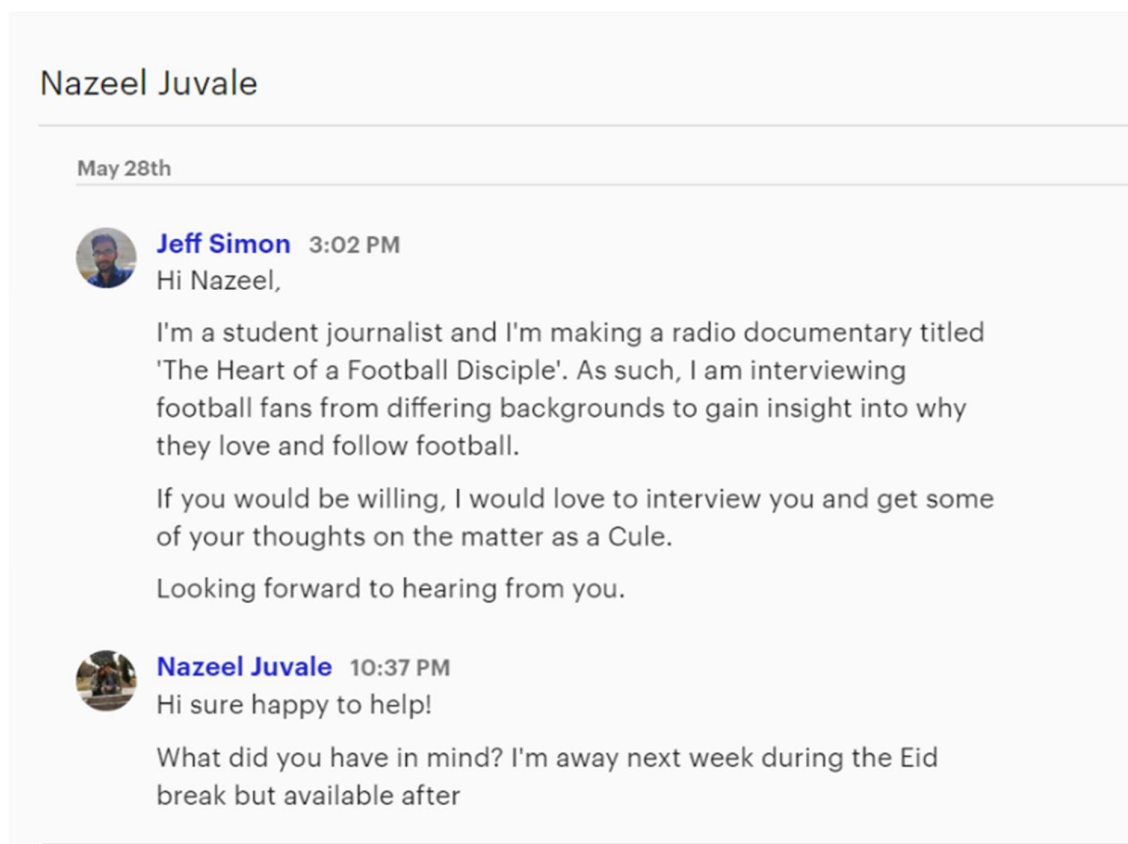 Nazeel Juvale
May 28th
Jeff Simon 3:02 PM
Hi Nazeel,
I'm a student journalist and I'm making a radio documentary titled
'The Heart of a Football Disciple'. As such, I am interviewing
football fans from differing backgrounds to gain insight into why
they love and follow football.
If you would be willing, I would love to interview you and get some
of your thoughts on the matter as a Cule.
Looking forward to hearing from you.
Nazeel Juvale 10:37 PM
Hi sure happy to help!
What did you have in mind? I'm away next week during the Eid
break but available after